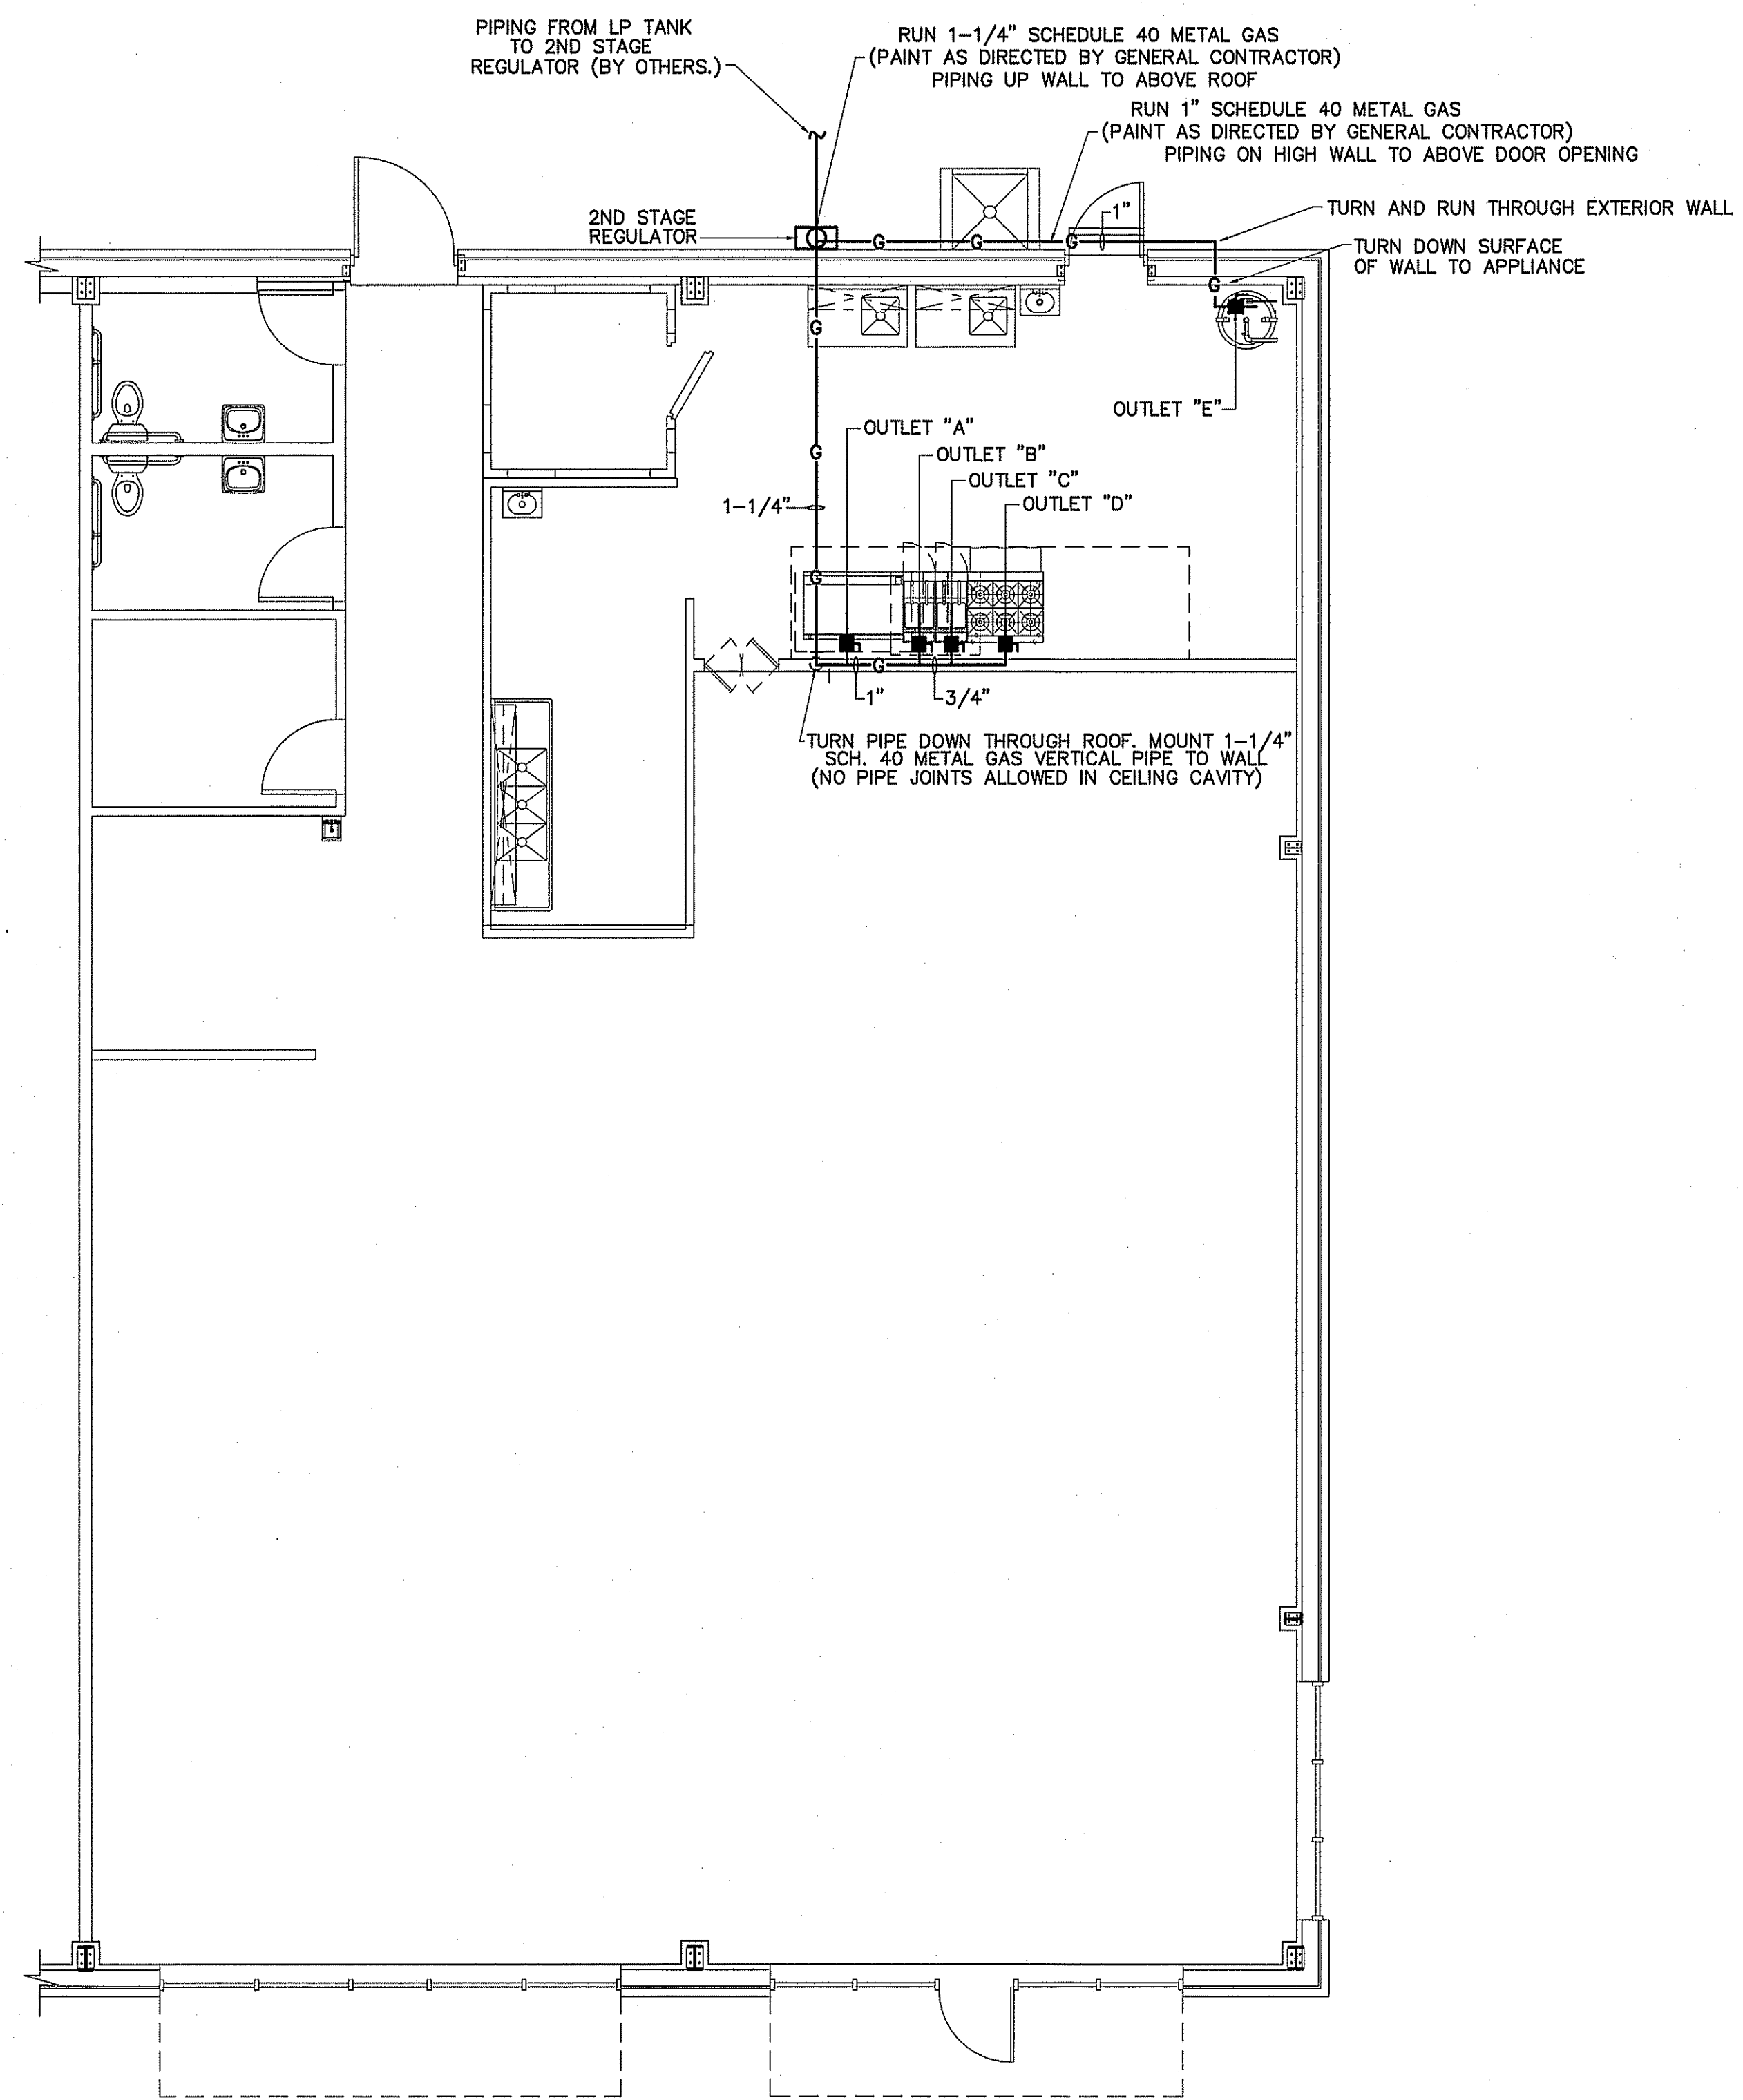 PIPING FROM LP TANK
TO 2ND STAGE
REGULATOR (BY OTHERS.)
RUN 1-1/4" SCHEDULE 40 METAL GAS
(PAINT AS DIRECTED BY GENERAL CONTRACTOR)
PIPING UP WALL TO ABOVE ROOF
RUN 1" SCHEDULE 40 METAL GAS
(PAINT AS DIRECTED BY GENERAL CONTRACTOR)
PIPING ON HIGH WALL TO ABOVE DOOR OPENING
2ND STAGE
REGULATOR
1"
TURN AND RUN THROUGH EXTERIOR WALL
TURN DOWN SURFACE
OF WALL TO APPLIANCE
G
G
G
G
G
G
G
OUTLET "E"
OUTLET "A"
OUTLET "B"
OUTLET "C"
OUTLET "D"
1-1/4"
G
1"
3/4"
TURN PIPE DOWN THROUGH ROOF. MOUNT 1-1/4"
SCH. 40 METAL GAS VERTICAL PIPE TO WALL
(NO PIPE JOINTS ALLOWED IN CEILING CAVITY)